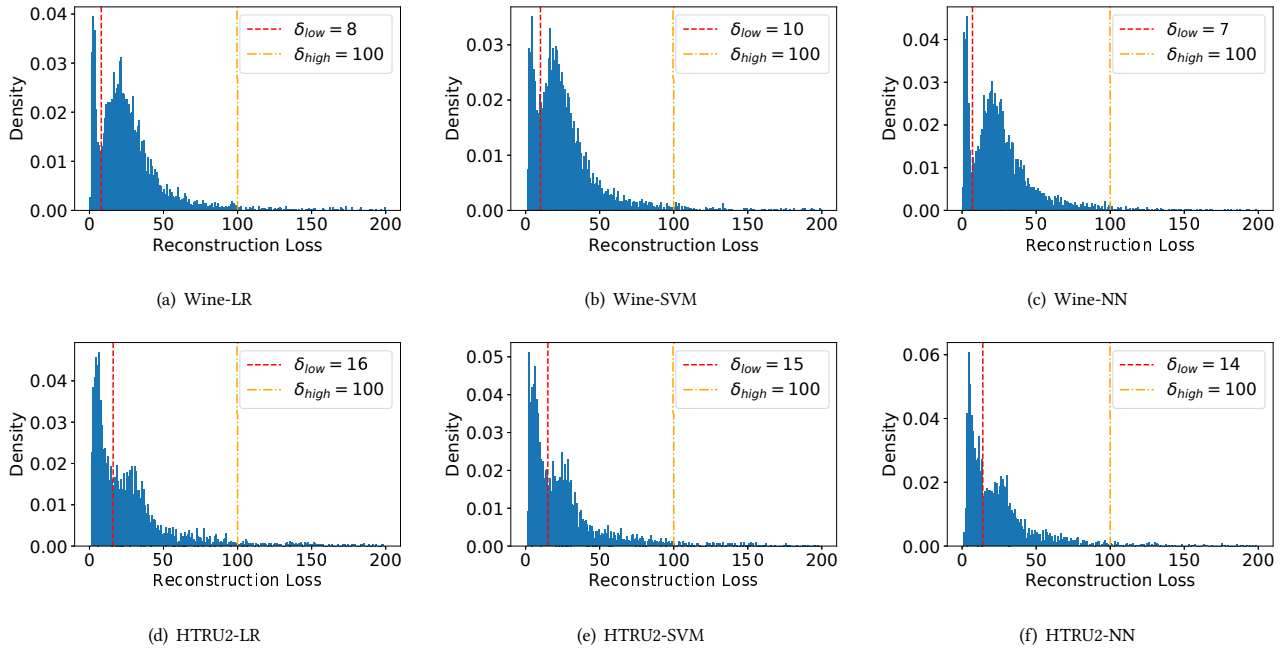 0.04
0.03
0.02
0.01
0.00
Density
0 50 100 150 200
Reconstruction Loss
δlow = 8
δhigh = 100
(a) Wine-LR
0.03
0.02
0.01
0.00
Density
0 50 100 150 200
Reconstruction Loss
δlow = 10
δhigh = 100
(b) Wine-SVM
0.04
0.03
0.02
0.01
0.00
Density
0 50 100 150 200
Reconstruction Loss
δlow = 7
δhigh = 100
(c) Wine-NN
0.04
0.03
0.02
0.01
0.00
Density
0 50 100 150 200
Reconstruction Loss
δlow = 16
δhigh = 100
(d) HTRU2-LR
0.05
0.04
0.03
0.02
0.01
0.00
Density
0 50 100 150 200
Reconstruction Loss
δlow = 15
δhigh = 100
(e) HTRU2-SVM
0.06
0.04
0.02
0.00
Density
0 50 100 150 200
Reconstruction Loss
δlow = 14
δhigh = 100
(f) HTRU2-NN